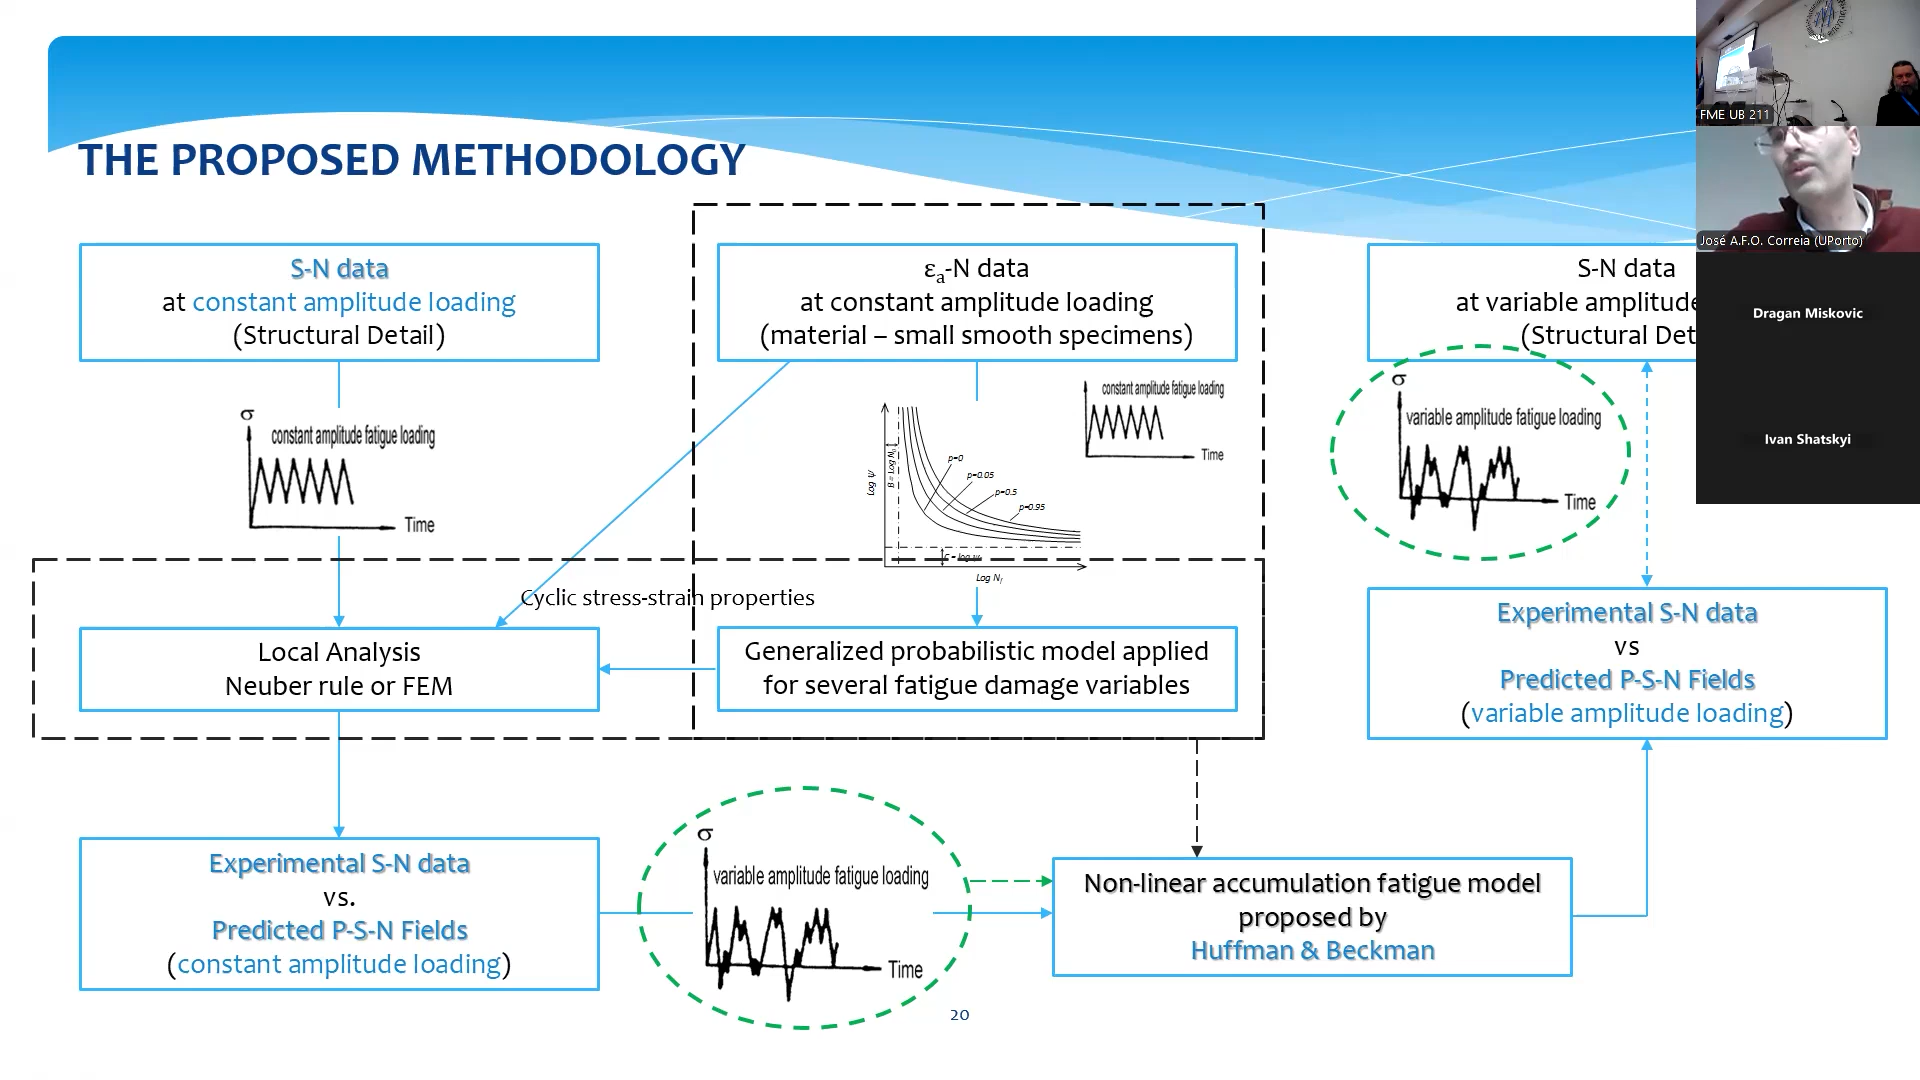 THE PROPOSED METHODOLOGY
S-N data
at constant amplitude loading
(Structural Detail)
σ
constant amplitude fatigue loading
Time
εa-N data
at constant amplitude loading
(material – small smooth specimens)
constant amplitude fatigue loading
Time
Log ψ
B = Log N0
p=0
p=0.05
p=0.5
p=0.95
Log Nf
S-N data
at variable amplitude
(Structural Det
σ
variable amplitude fatigue loading
Time
Cyclic stress-strain properties
Local Analysis
Neuber rule or FEM
Generalized probabilistic model applied
for several fatigue damage variables
Experimental S-N data
vs
Predicted P-S-N Fields
(variable amplitude loading)
Experimental S-N data
vs.
Predicted P-S-N Fields
(constant amplitude loading)
σ
variable amplitude fatigue loading
Time
Non-linear accumulation fatigue model
proposed by
Huffman & Beckman
20
FME UB 211
José A.F.O. Correia (UPorto)
Dragan Miskovic
Ivan Shatskyi